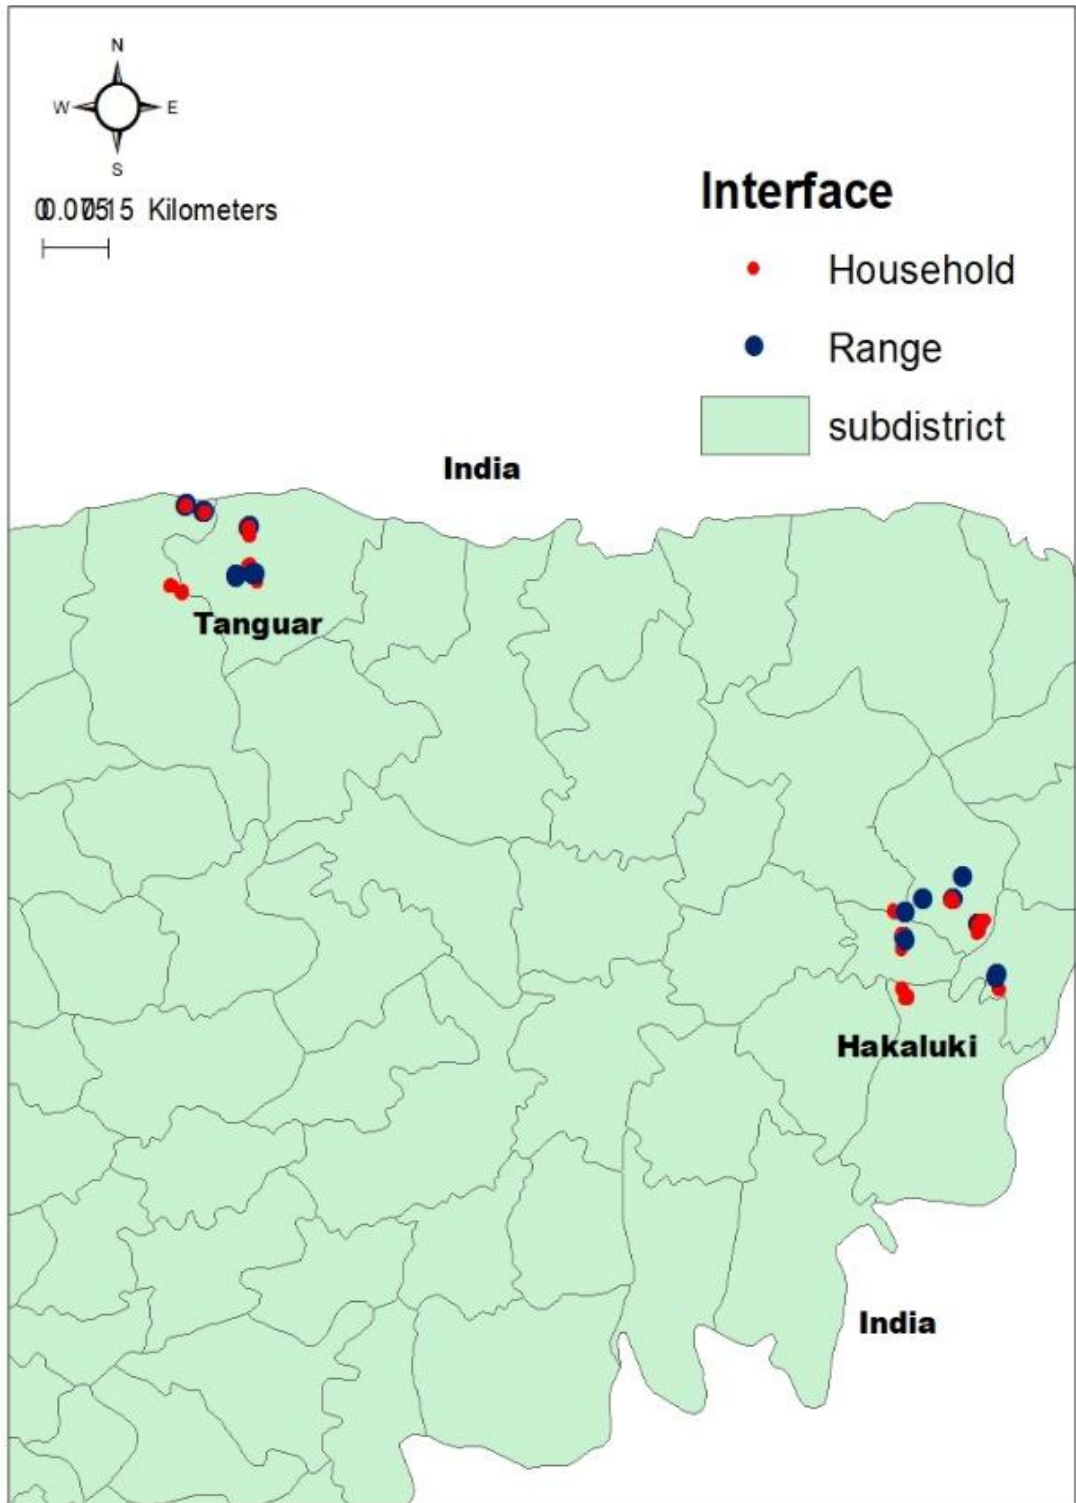 N
W E
S
Kilometers
Interface
Household
Range
subdistrict
India
Tanguar
Hakaluki
India